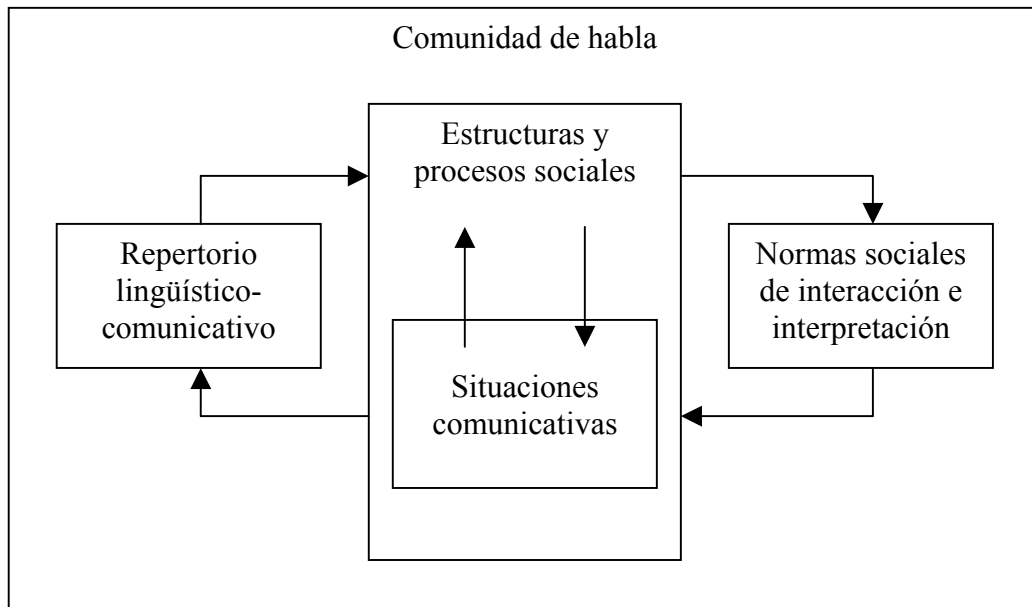 Comunidad de habla
Estructuras y
procesos sociales
Repertorio
lingüístico-
comunicativo
Normas sociales
de interacción e
interpretación
Situaciones
comunicativas